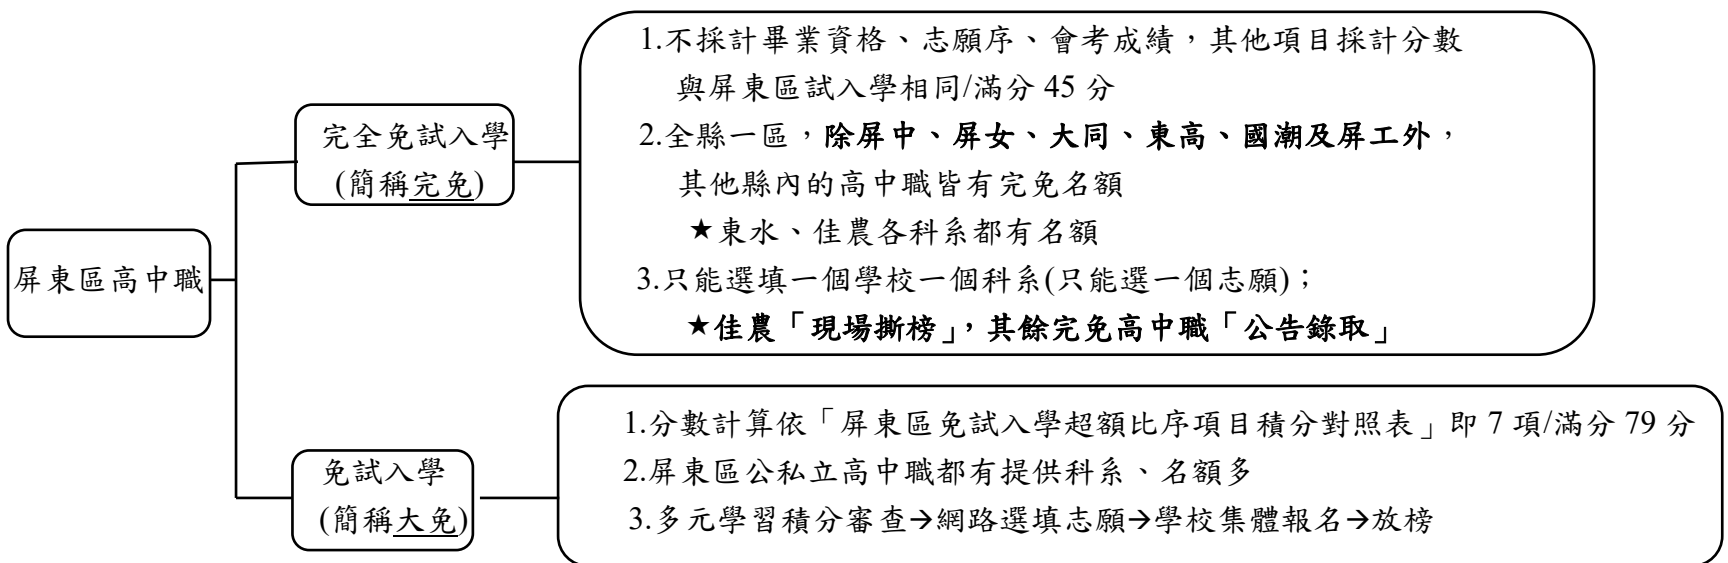 屏東區高中職
完全免試入學
(簡稱完免)
1.不採計畢業資格、志願序、會考成績，其他項目採計分數
與屏東區試入學相同/滿分 45 分
2.全縣一區，除屏中、屏女、大同、東高、國潮及屏工外，
其他縣內的高中職皆有完免名額
★東水、佳農各科系都有名額
3.只能選填一個學校一個科系(只能選一個志願)；
★佳農「現場撕榜」，其餘完免高中職「公告錄取」
免試入學
(簡稱大免)
1.分數計算依「屏東區免試入學超額比序項目積分對照表」即 7 項/滿分 79 分
2.屏東區公私立高中職都有提供科系、名額多
3.多元學習積分審查→網路選填志願→學校集體報名→放榜